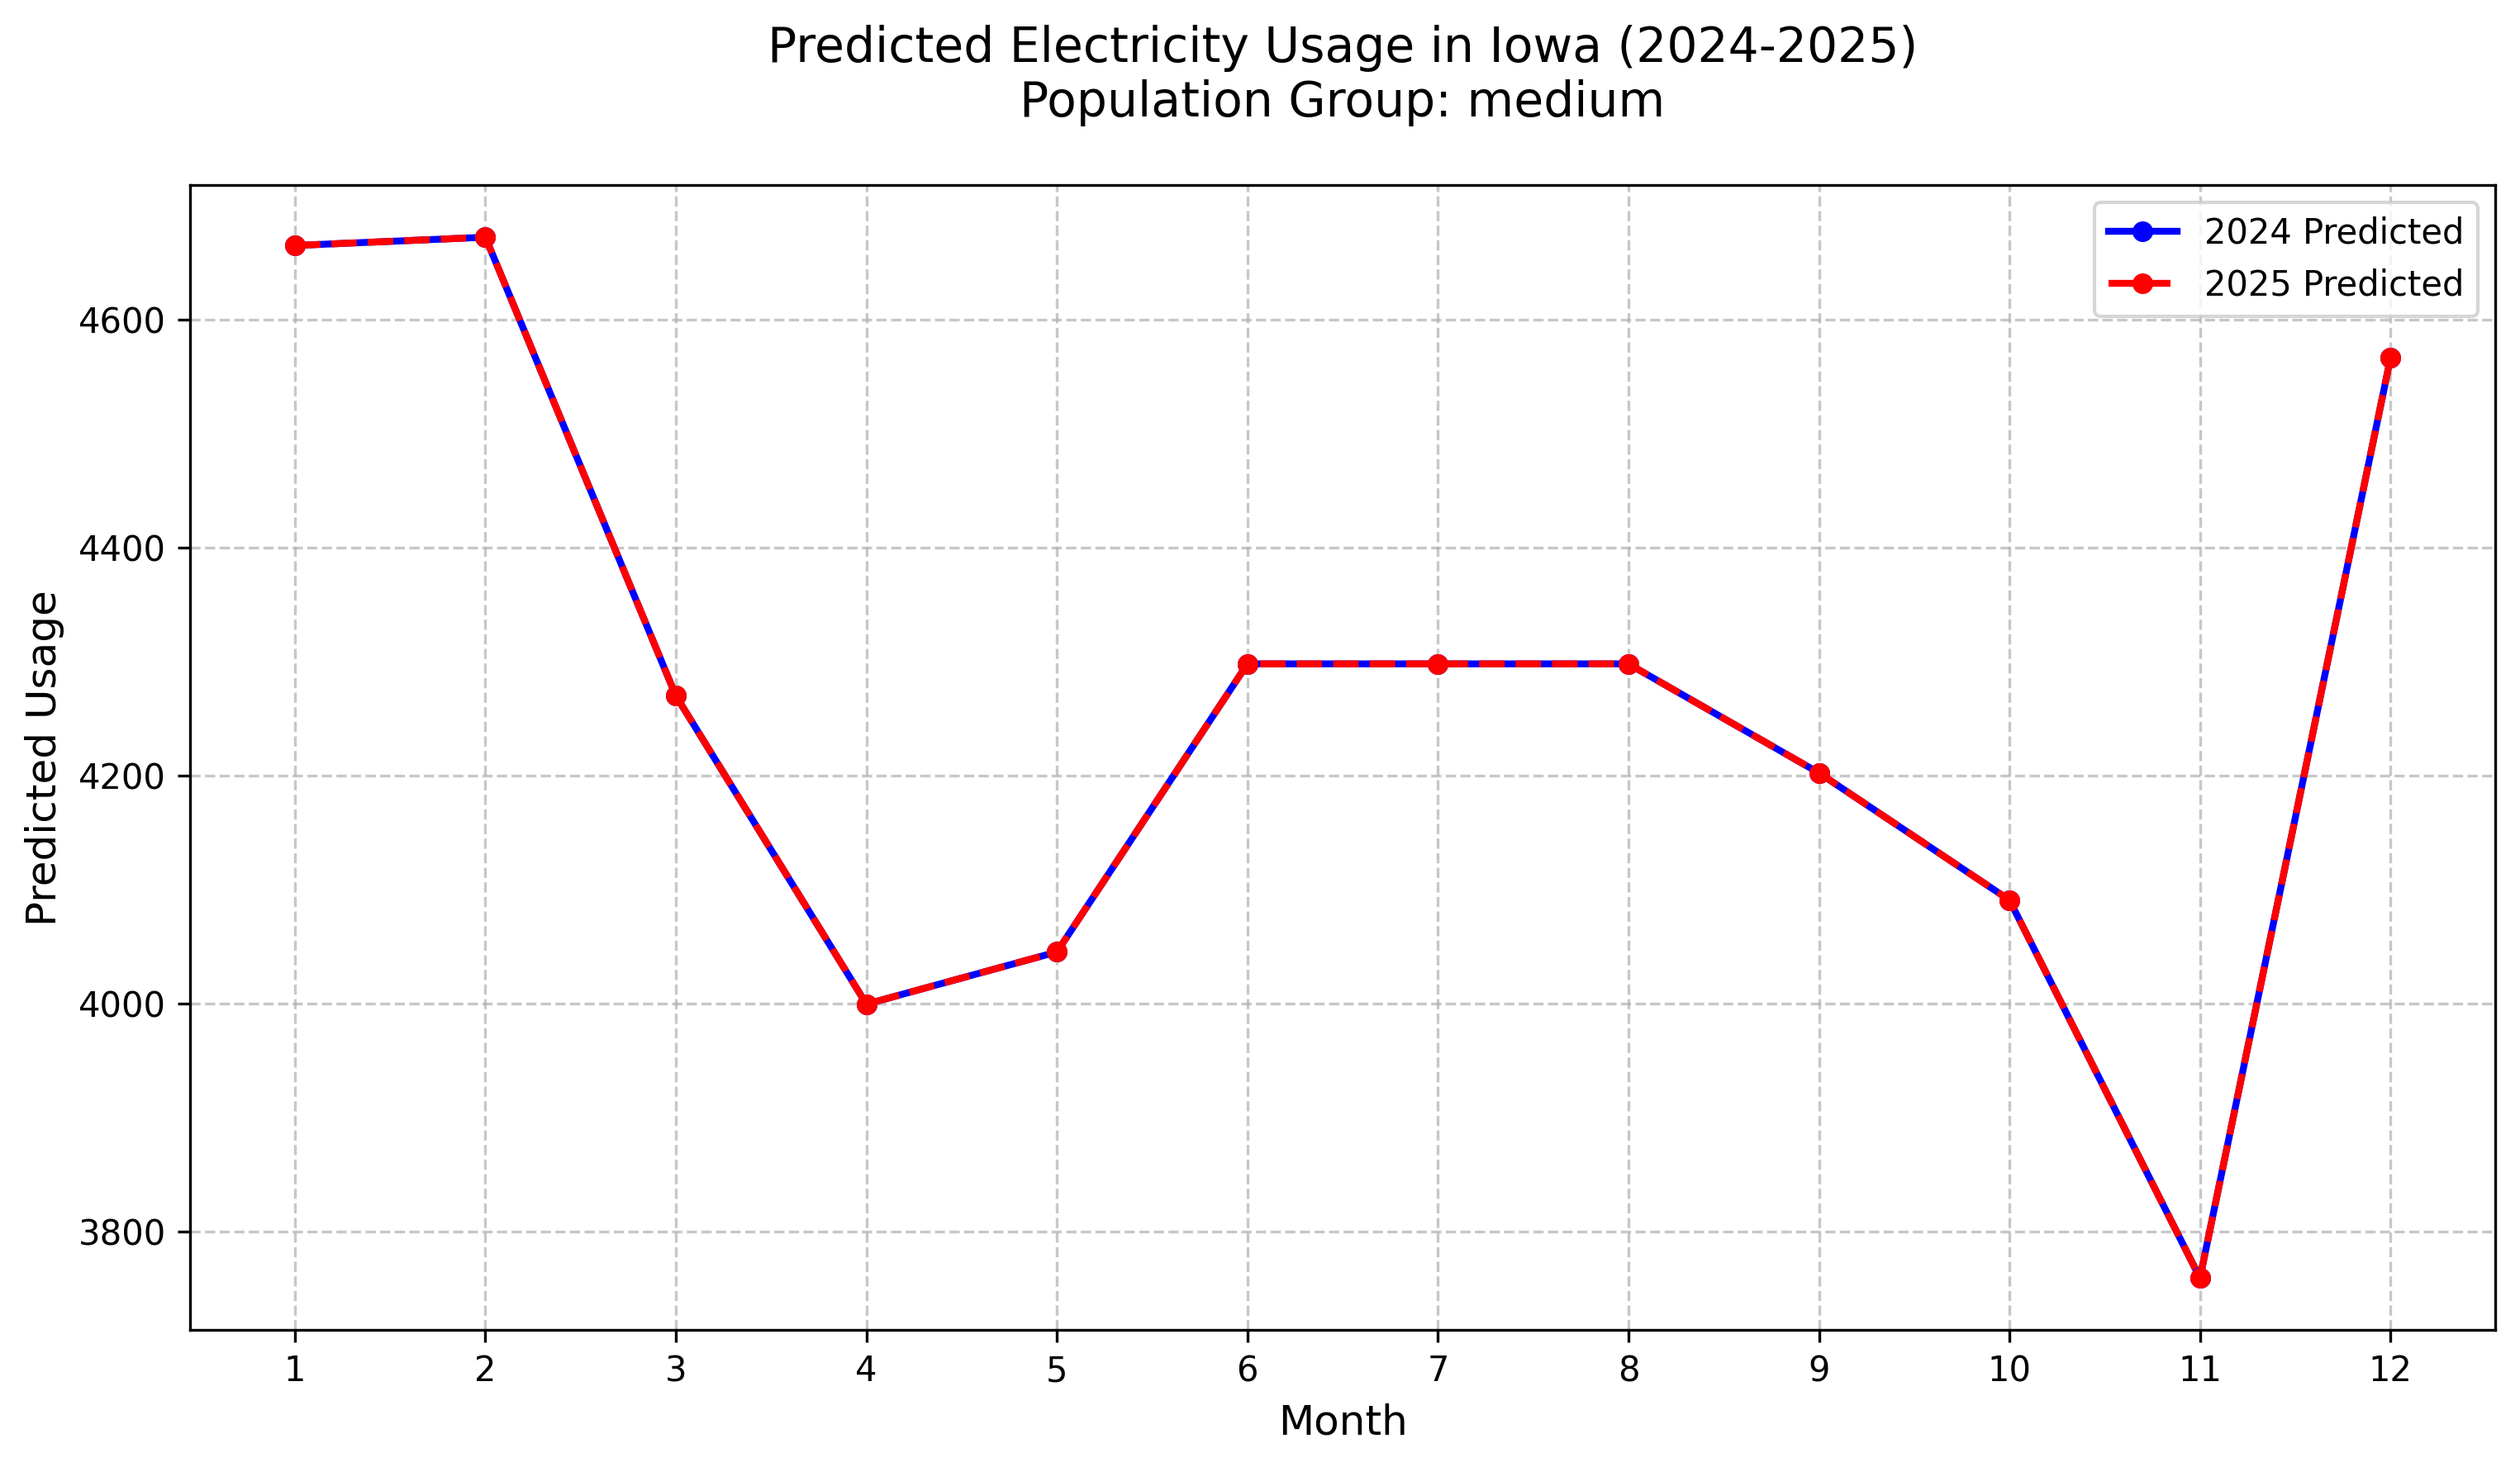 Predicted Electricity Usage in Iowa (2024-2025)
Population Group: medium
2024 Predicted
2025 Predicted
Predicted Usage
4600
4400
4200
4000
3800
1 2 3 4 5 6 7 8 9 10 11 12
Month